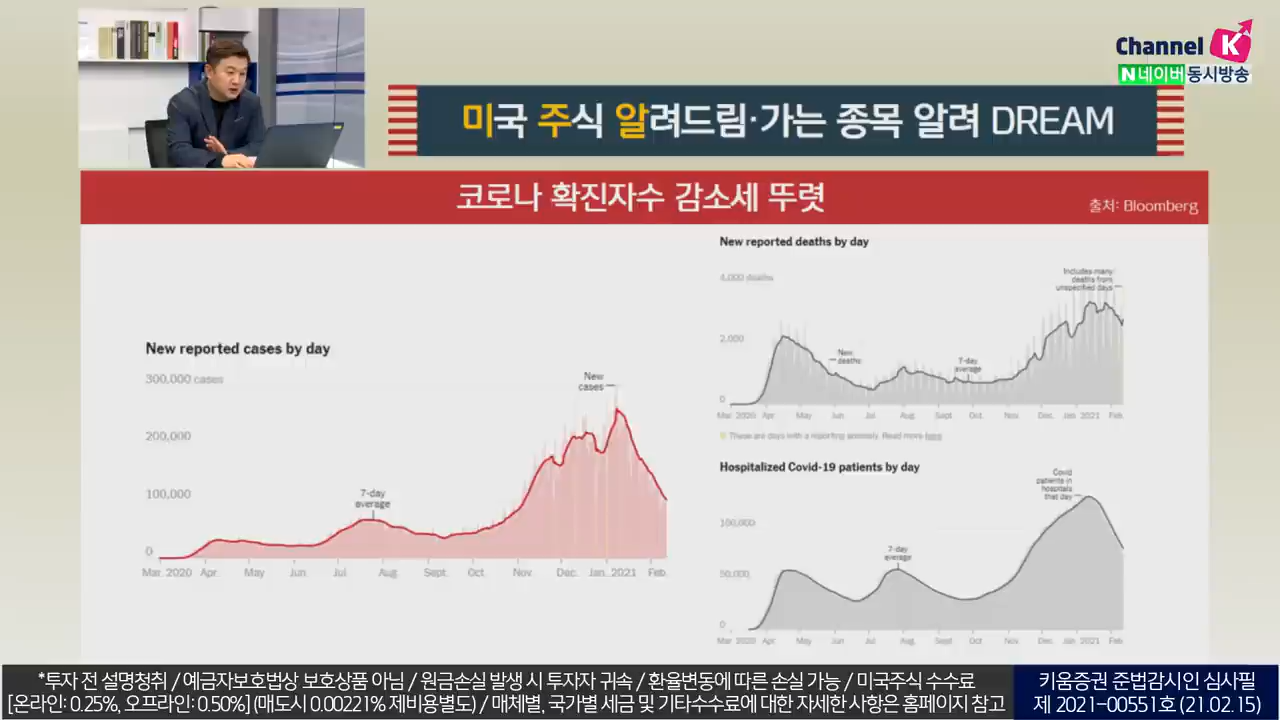 Channel K
N네이버 동시방송
미국 주식 알려드림·가는 종목 알려 DREAM
코로나 확진자수 감소세 뚜렷
출처: Bloomberg
New reported cases by day
300,000 cases
200,000
100,000
0
New
cases
7-day
average
Mar. 2020 Apr. May Jun. Jul. Aug. Sept. Oct. Nov. Dec. Jan. 2021 Feb.
New reported deaths by day
4,000 deaths
2,000
0
Includes many
deaths from
unspecified days
New
deaths
7-day
average
Mar. 2020 Apr. May Jun. Jul. Aug. Sept. Oct. Nov. Dec. Jan. 2021 Feb.
These are days with a reporting anomaly. Read more here
Hospitalized Covid-19 patients by day
100,000
50,000
0
Covid
patients in
hospitals
that day
7-day
average
Mar. 2020 Apr. May Jun. Jul. Aug. Sept. Oct. Nov. Dec. Jan. 2021 Feb.
*투자 전 설명청취 / 예금자보호법상 보호상품 아님 / 원금손실 발생 시 투자자 귀속 / 환율변동에 따른 손실 가능 / 미국주식 수수료
[온라인: 0.25%, 오프라인: 0.50%] (매도시 0.00221% 제비용별도) / 매체별, 국가별 세금 및 기타수수료에 대한 자세한 사항은 홈페이지 참고
키움증권 준법감시인 심사필
제 2021-00551호 (21.02.15)